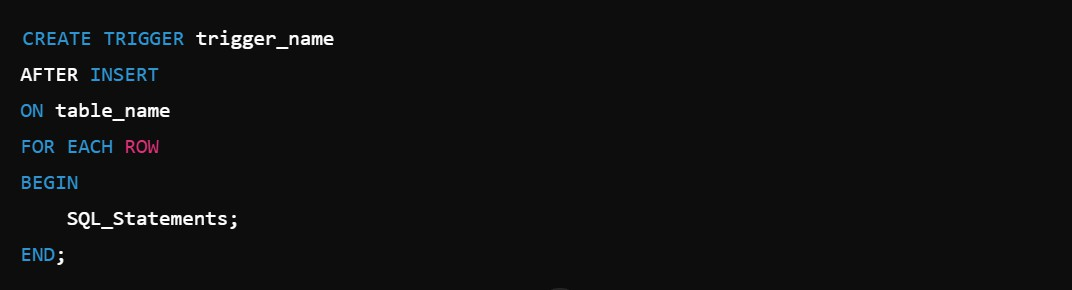 CREATE TRIGGER trigger_name
AFTER INSERT
ON table_name
FOR EACH ROW
BEGIN
    SQL_Statements;
END;